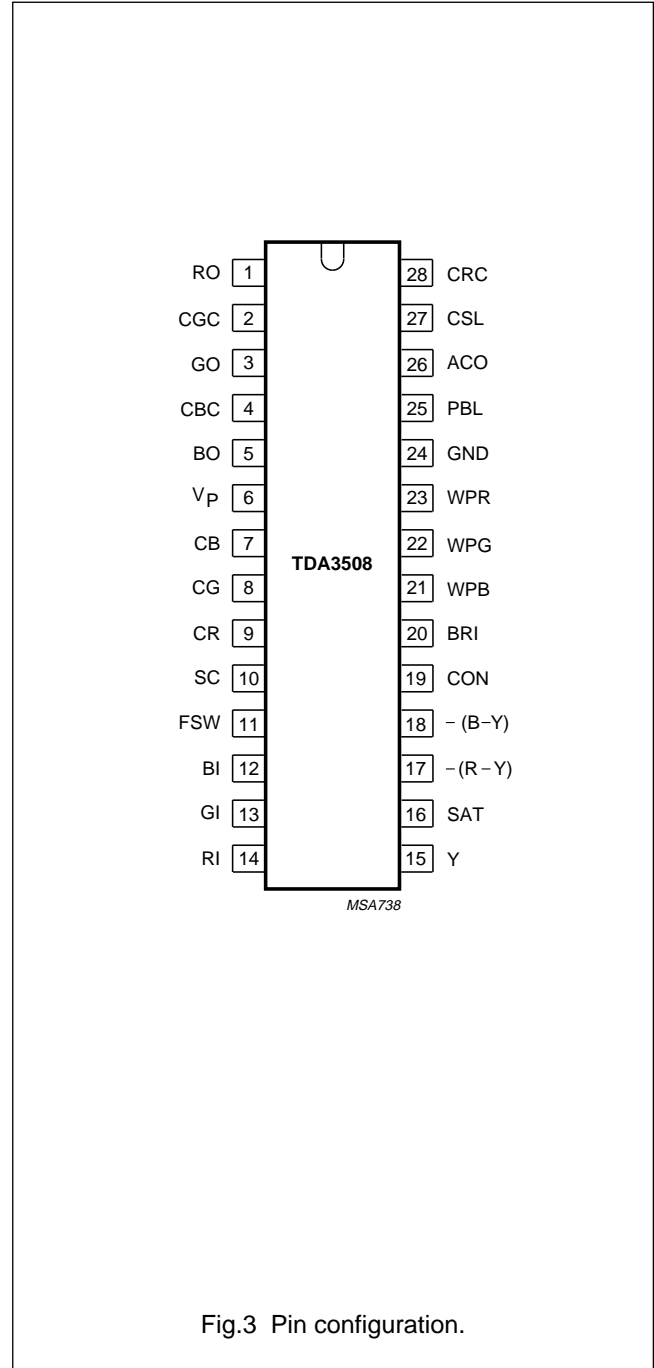 RO 1 28 CRC
CGC 2 27 CSL
GO 3 26 ACO
CBC 4 25 PBL
BO 5 24 GND
VP 6 23 WPR
CB 7 22 WPG
TDA3508
CG 8 21 WPB
CR 9 20 BRI
SC 10 19 CON
FSW 11 18 –(B–Y)
BI 12 17 –(R–Y)
GI 13 16 SAT
RI 14 15 Y
MSA738
Fig.3 Pin configuration.